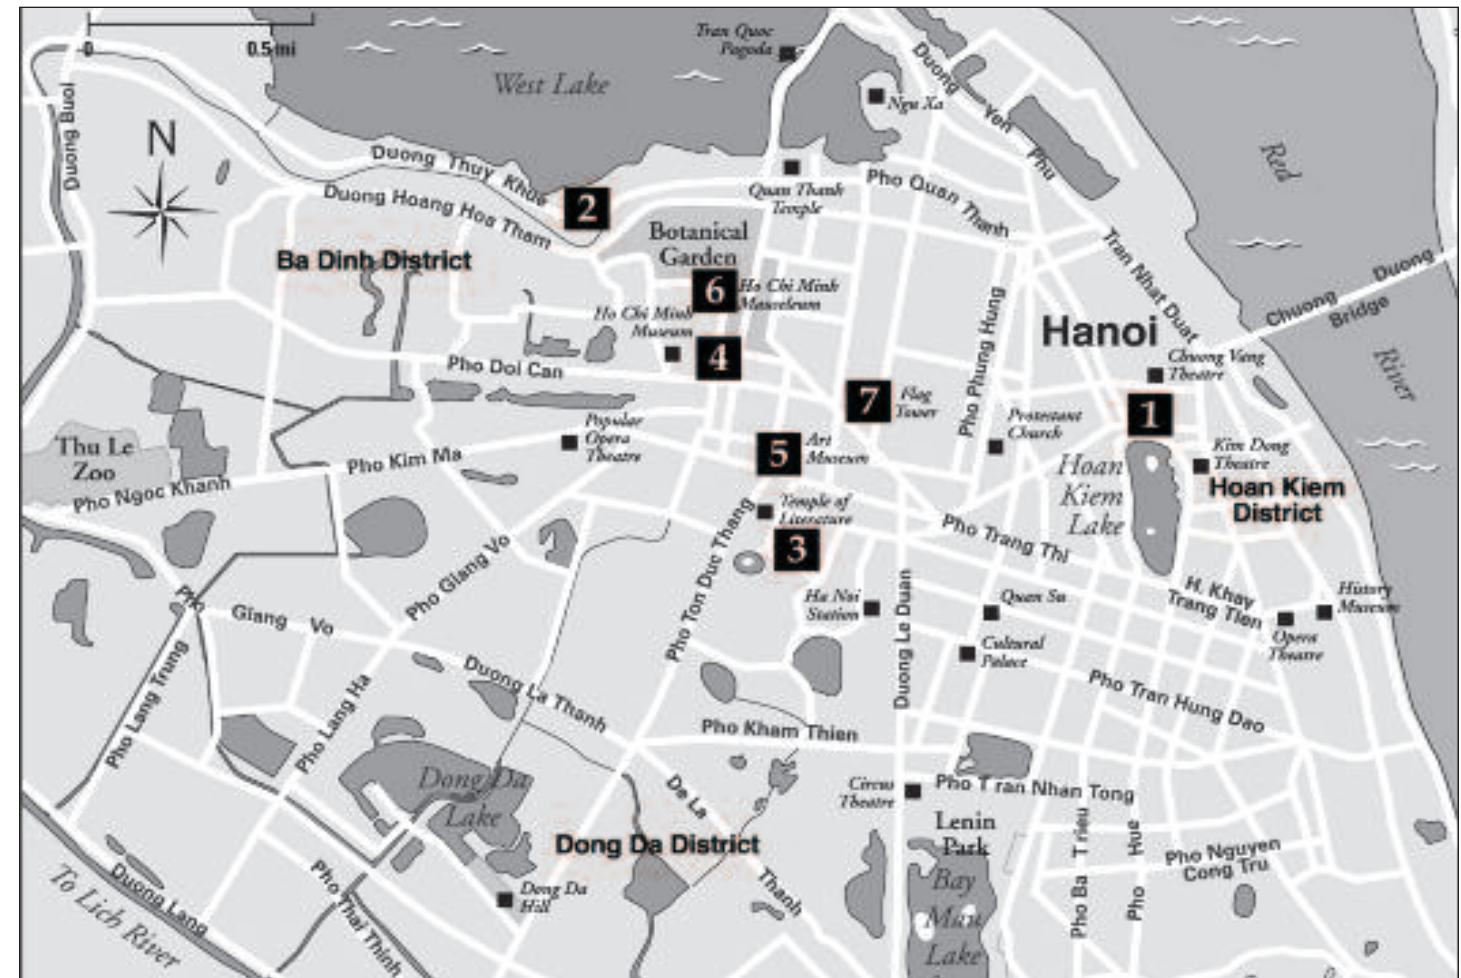 0 0.5 mi
Tran Quoc
Pagoda
West Lake
Ngu Xa
Duong Yen Phu
Red
River
N
Duong Buoi
Duong Thuy Khue
Duong Hoang Hoa Tham
2
Quan Thanh
Temple
Pho Quan Thanh
Botanical
Garden
Ba Dinh District
Tran Nhat Duat
Chuong Duong
Bridge
6
Ho Chi Minh
Mausoleum
Ho Chi Minh
Museum
4
Pho Phung Hung
Hanoi
Chuong Vang
Theatre
Pho Doi Can
7
Flag
Tower
1
Protestant
Church
Popular
Opera
Theatre
5
Art
Museum
Kim Dong
Theatre
Thu Le
Zoo
Pho Kim Ma
Pho Ngoc Khanh
Hoan
Kiem
Lake
Hoan Kiem
District
Temple of
Literature
3
Pho Trang Thi
Pho Ton Duc Thang
Pho Giang Vo
Pho Giang Vo
Ha Noi
Station
Duong Le Duan
Quan Su
H. Khay
Trang Tien
History
Museum
Opera
Theatre
Cultural
Palace
Pho Lang Trung
Pho Lang Ha
Duong La Thanh
Pho Tran Hung Dao
Pho Kham Thien
Dong Da
Lake
De La Thanh
Circus
Theatre
Pho Tran Nhan Tong
Lenin
Park
Dong Da District
Pho Ba Trieu
Pho Hue
Pho Nguyen
Cong Tru
Bay
Mau
Lake
Dong Da
Hill
Duong Lang
To Lich River
Pho Thai Thinh